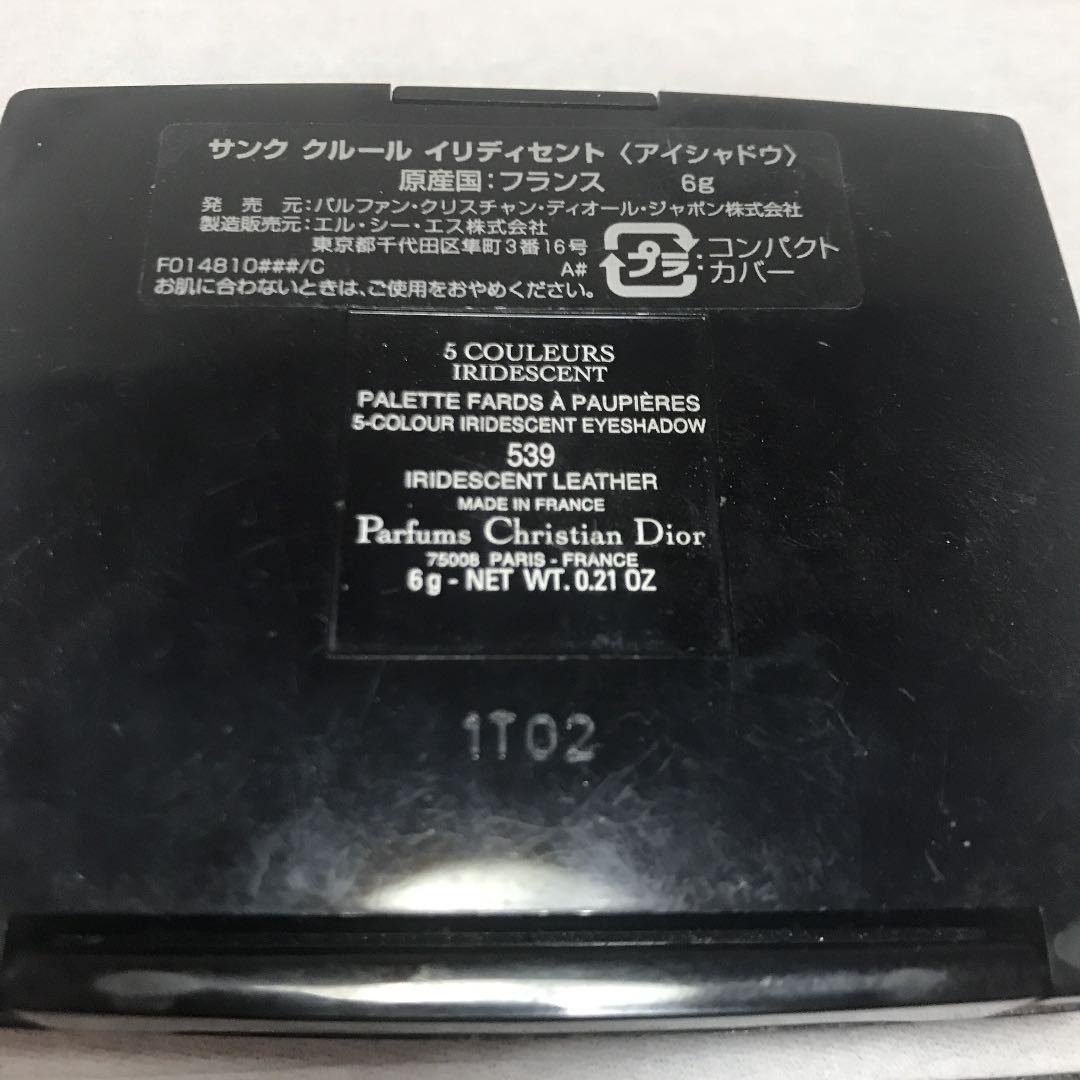 サンク クルール イリディセント 〈アイシャドウ〉
原産国:フランス 6g
発売元:パルファン・クリスチャン・ディオール・ジャポン株式会社
製造販売元:エル・シー・エス株式会社
東京都千代田区隼町3番16号
プラ :コンパクト
:カバー
F014810###/C A#
お肌に合わないときは、ご使用をおやめください。
5 COULEURS
IRIDESCENT
PALETTE FARDS À PAUPIÈRES
5-COLOUR IRIDESCENT EYESHADOW
539
IRIDESCENT LEATHER
MADE IN FRANCE
Parfums Christian Dior
75008 PARIS - FRANCE
6g - NET WT. 0.21 OZ
1T02